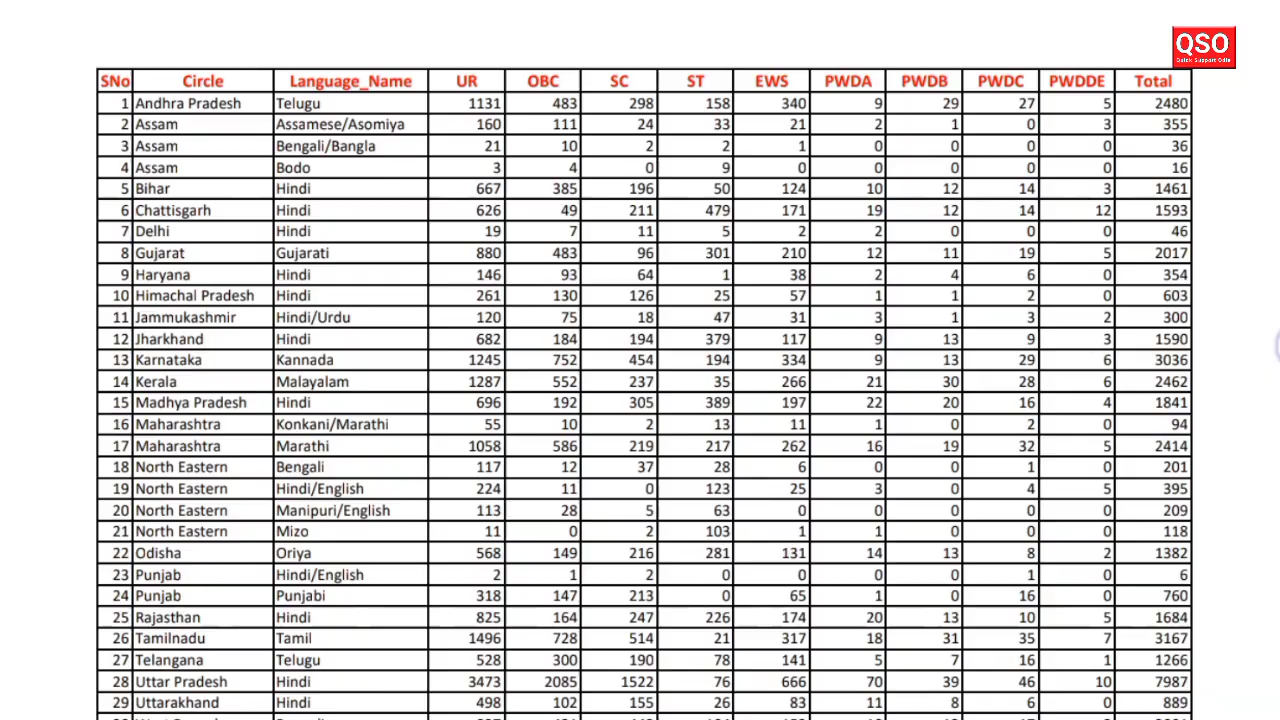 QSO
Quick Support Odia
SNo Circle Language_Name UR OBC SC ST EWS PWDA PWDB PWDC PWDDE Total
1 Andhra Pradesh Telugu 1131 483 298 158 340 9 29 27 5 2480
2 Assam Assamese/Asomiya 160 111 24 33 21 2 1 0 3 355
3 Assam Bengali/Bangla 21 10 2 2 1 0 0 0 0 36
4 Assam Bodo 3 4 0 9 0 0 0 0 0 16
5 Bihar Hindi 667 385 196 50 124 10 12 14 3 1461
6 Chattisgarh Hindi 626 49 211 479 171 19 12 14 12 1593
7 Delhi Hindi 19 7 11 5 2 2 0 0 0 46
8 Gujarat Gujarati 880 483 96 301 210 12 11 19 5 2017
9 Haryana Hindi 146 93 64 1 38 2 4 6 0 354
10 Himachal Pradesh Hindi 261 130 126 25 57 1 1 2 0 603
11 Jammukashmir Hindi/Urdu 120 75 18 47 31 3 1 3 2 300
12 Jharkhand Hindi 682 184 194 379 117 9 13 9 3 1590
13 Karnataka Kannada 1245 752 454 194 334 9 13 29 6 3036
14 Kerala Malayalam 1287 552 237 35 266 21 30 28 6 2462
15 Madhya Pradesh Hindi 696 192 305 389 197 22 20 16 4 1841
16 Maharashtra Konkani/Marathi 55 10 2 13 11 1 0 2 0 94
17 Maharashtra Marathi 1058 586 219 217 262 16 19 32 5 2414
18 North Eastern Bengali 117 12 37 28 6 0 0 1 0 201
19 North Eastern Hindi/English 224 11 0 123 25 3 0 4 5 395
20 North Eastern Manipuri/English 113 28 5 63 0 0 0 0 0 209
21 North Eastern Mizo 11 0 2 103 1 1 0 0 0 118
22 Odisha Oriya 568 149 216 281 131 14 13 8 2 1382
23 Punjab Hindi/English 2 1 2 0 0 0 0 1 0 6
24 Punjab Punjabi 318 147 213 0 65 1 0 16 0 760
25 Rajasthan Hindi 825 164 247 226 174 20 13 10 5 1684
26 Tamilnadu Tamil 1496 728 514 21 317 18 31 35 7 3167
27 Telangana Telugu 528 300 190 78 141 5 7 16 1 1266
28 Uttar Pradesh Hindi 3473 2085 1522 76 666 70 39 46 10 7987
29 Uttarakhand Hindi 498 102 155 26 83 11 8 6 0 889